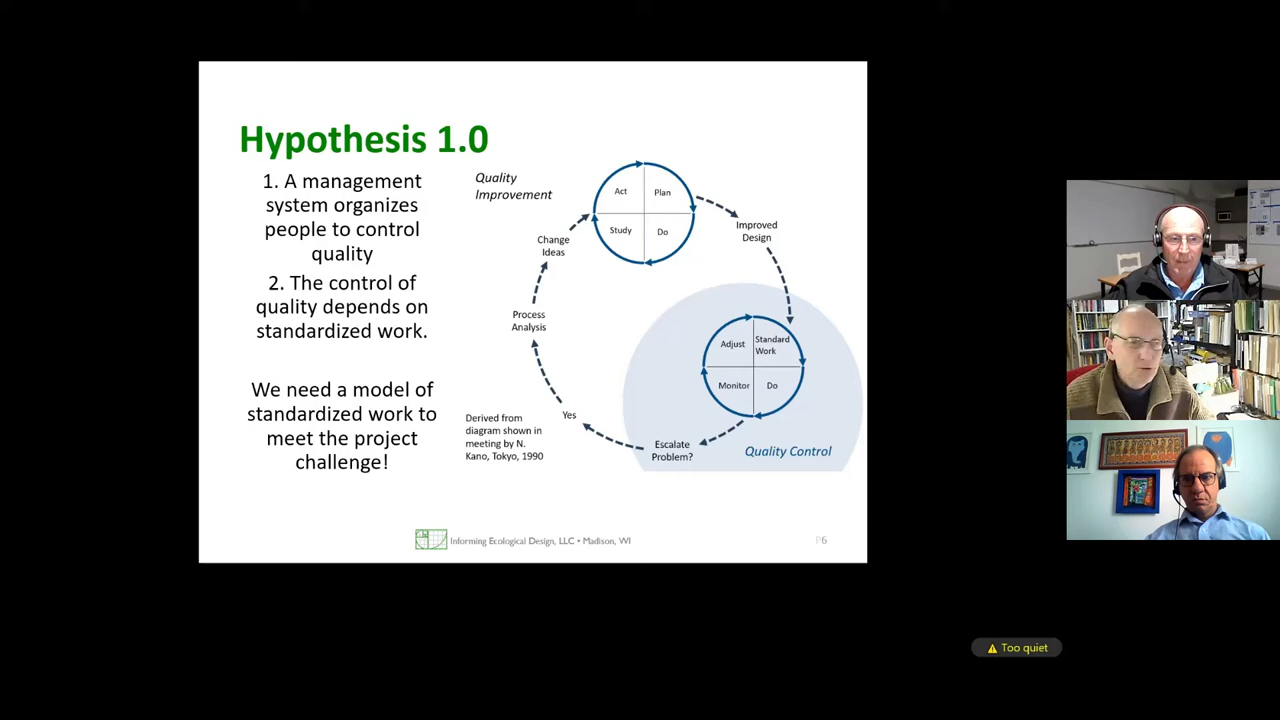 Hypothesis 1.0
1. A management
system organizes
people to control
quality
2. The control of
quality depends on
standardized work.
We need a model of
standardized work to
meet the project
challenge!
Quality
Improvement
Act
Plan
Study
Do
Improved
Design
Change
Ideas
Process
Analysis
Adjust
Standard
Work
Monitor
Do
Yes
Escalate
Problem?
Quality Control
Derived from
diagram shown in
meeting by N.
Kano, Tokyo, 1990
Informing Ecological Design, LLC • Madison, WI
P6
Too quiet